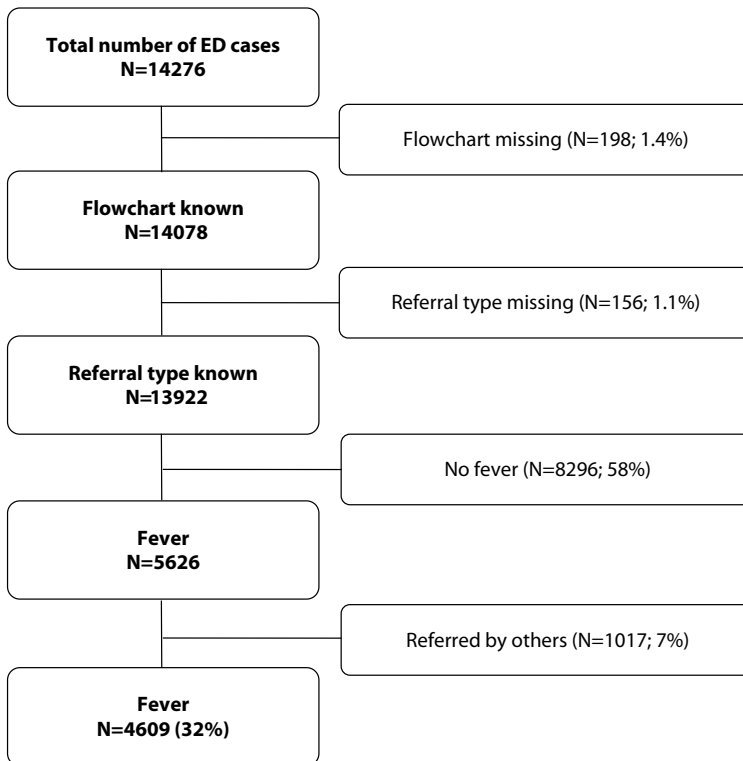 Total number of ED cases
N=14276
Flowchart missing (N=198; 1.4%)
Flowchart known
N=14078
Referral type missing (N=156; 1.1%)
Referral type known
N=13922
No fever (N=8296; 58%)
Fever
N=5626
Referred by others (N=1017; 7%)
Fever
N=4609 (32%)